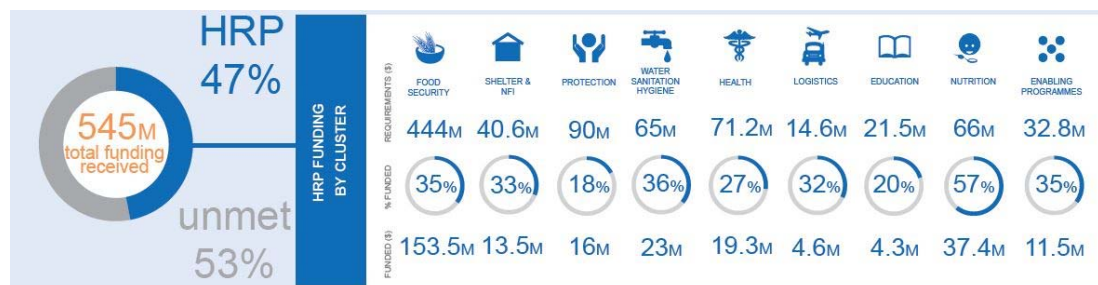 HRP
47%
545M
total funding
received
unmet
53%
HRP FUNDING
BY CLUSTER
REQUIREMENTS ($)
% FUNDED
FUNDED ($)
FOOD
SECURITY
SHELTER &
NFI
PROTECTION
WATER
SANITATION
HYGIENE
HEALTH
LOGISTICS
EDUCATION
NUTRITION
ENABLING
PROGRAMMES
444M 40.6M 90M 65M 71.2M 14.6M 21.5M 66M 32.8M
35% 33% 18% 36% 27% 32% 20% 57% 35%
153.5M 13.5M 16M 23M 19.3M 4.6M 4.3M 37.4M 11.5M